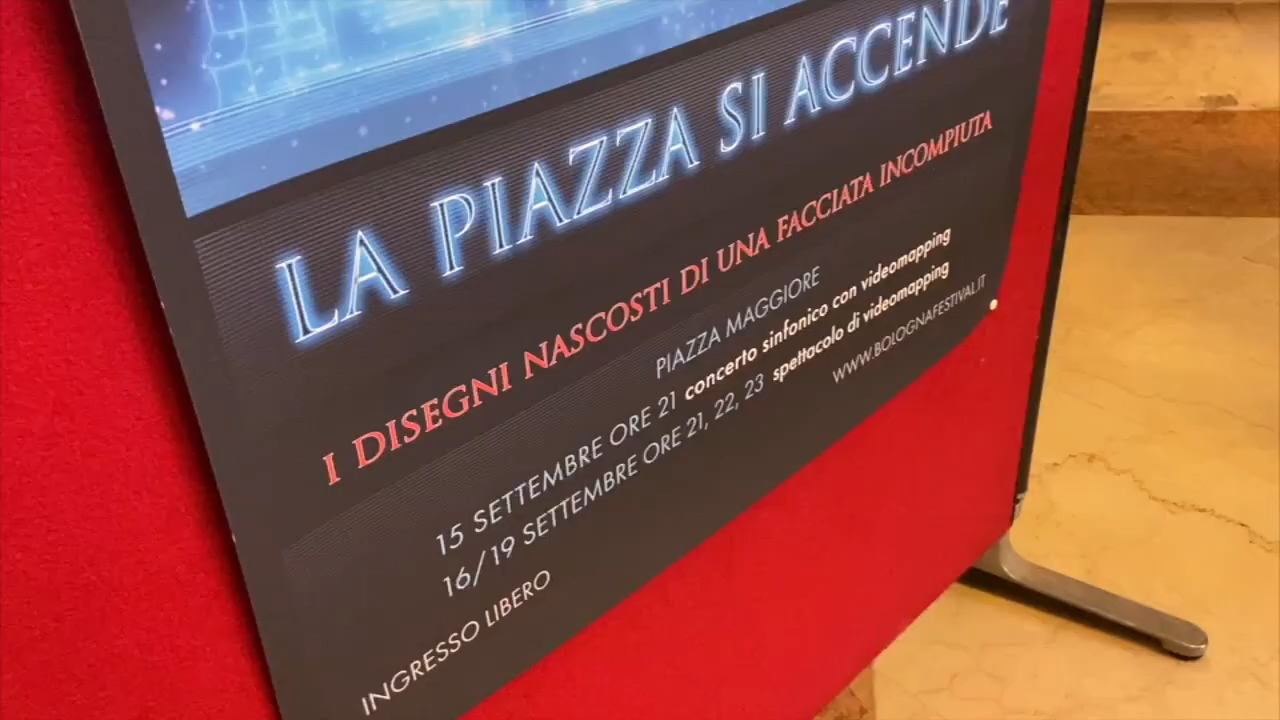 LA PIAZZA SI ACCENDE
I DISEGNI NASCOSTI DI UNA FACCIATA INCOMPIUTA
PIAZZA MAGGIORE
15 SETTEMBRE ORE 21 concerto sinfonico con videomapping
16/19 SETTEMBRE ORE 21, 22, 23 spettacolo di videomapping
WWW.BOLOGNAFESTIVAL.IT
INGRESSO LIBERO